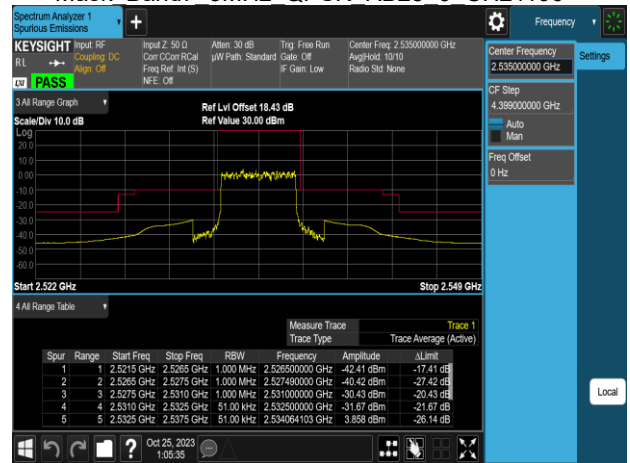 Spectrum Analyzer 1
Spurious Emissions
Frequency
KEYSIGHT
RL
LXI
PASS
Input: RF
Coupling: DC
Align: Off
Input Z: 50 Ω
Corr CCorr RCal
Freq Ref: Int (S)
NFE: Off
Atten: 30 dB
µW Path: Standard
Trig: Free Run
Gate: Off
IF Gain: Low
Center Freq: 2.535000000 GHz
Avg|Hold: 10/10
Radio Std: None
Center Frequency
2.535000000 GHz
Settings
CF Step
4.399000000 GHz
Auto
Man
Freq Offset
0 Hz
Local
3 All Range Graph
Scale/Div 10.0 dB
Ref Lvl Offset 18.43 dB
Ref Value 30.00 dBm
Log
20.0
10.0
0.00
-10.0
-20.0
-30.0
-40.0
-50.0
-60.0
Start 2.522 GHz
Stop 2.549 GHz
4 All Range Table
Measure Trace Trace 1
Trace Type Trace Average (Active)
Spur Range Start Freq Stop Freq RBW Frequency Amplitude ΔLimit
1 1 2.5215 GHz 2.5265 GHz 1.000 MHz 2.526500000 GHz -42.41 dBm -17.41 dB
2 2 2.5265 GHz 2.5275 GHz 1.000 MHz 2.527490000 GHz -40.42 dBm -27.42 dB
3 3 2.5275 GHz 2.5310 GHz 1.000 MHz 2.531000000 GHz -30.43 dBm -20.43 dB
4 4 2.5310 GHz 2.5325 GHz 51.00 kHz 2.532500000 GHz -31.67 dBm -21.67 dB
5 5 2.5325 GHz 2.5375 GHz 51.00 kHz 2.534064103 GHz 3.858 dBm -26.14 dB
Oct 25, 2023
1:05:35